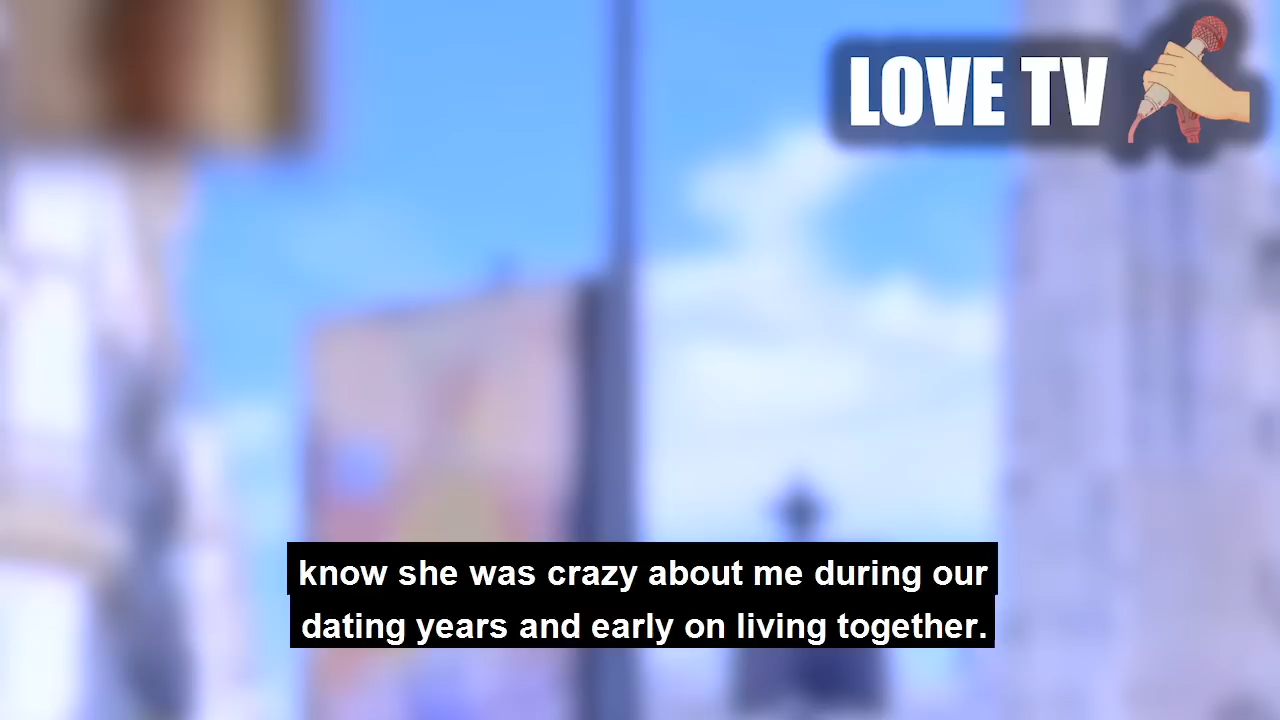 LOVE TV
know she was crazy about me during our
dating years and early on living together.